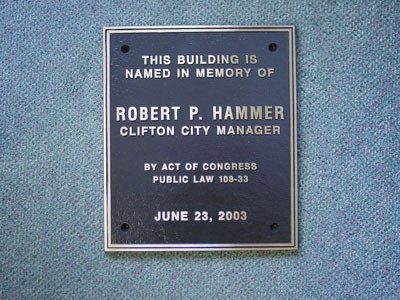 THIS BUILDING IS
NAMED IN MEMORY OF
ROBERT P. HAMMER
CLIFTON CITY MANAGER
BY ACT OF CONGRESS
PUBLIC LAW 108-33
JUNE 23, 2003